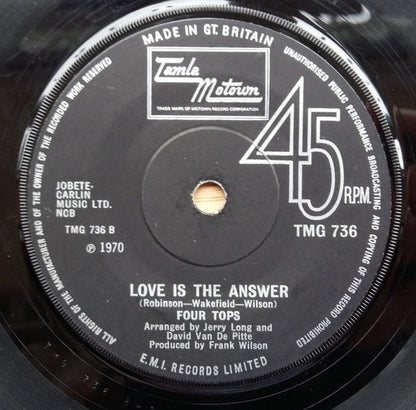 MADE IN GT. BRITAIN
UNAUTHORISED PUBLIC PERFORMANCE BROADCASTING AND COPYING OF THIS RECORD PROHIBITED
ALL RIGHTS OF THE MANUFACTURER AND OF THE OWNER OF THE RECORDED WORK RESERVED
Tamla
Motown
TRADE MARK OF MOTOWN RECORD CORPORATION
45
R.P.M.
JOBETE-
CARLIN
MUSIC LTD.
NCB
TMG 736 B
TMG 736
℗ 1970
LOVE IS THE ANSWER
(Robinson—Wakefield—Wilson)
FOUR TOPS
Arranged by Jerry Long and
David Van De Pitte
Produced by Frank Wilson
E.M.I. RECORDS LIMITED